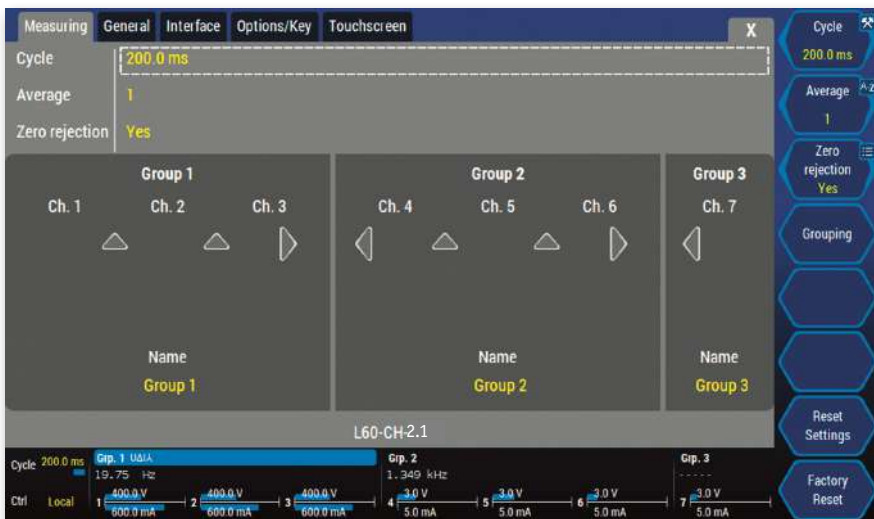 Measuring General Interface Options/Key Touchscreen X
Cycle 200.0 ms
Average 1
Zero rejection Yes
Group 1 Group 2 Group 3
Ch. 1 Ch. 2 Ch. 3 Ch. 4 Ch. 5 Ch. 6 Ch. 7
Name Name Name
Group 1 Group 2 Group 3
L60-CH-2.1
Cycle 200.0 ms Grp. 1 UΔIλ Grp. 2 Grp. 3
19.75 Hz 1.349 kHz -----
400.0 V 400.0 V 400.0 V 3.0 V 3.0 V 3.0 V 3.0 V
Ctrl Local 1 2 3 4 5 6 7
600.0 mA 600.0 mA 600.0 mA 5.0 mA 5.0 mA 5.0 mA 5.0 mA
Cycle
200.0 ms
Average A-Z
1
Zero
rejection
Yes
Grouping
Reset
Settings
Factory
Reset